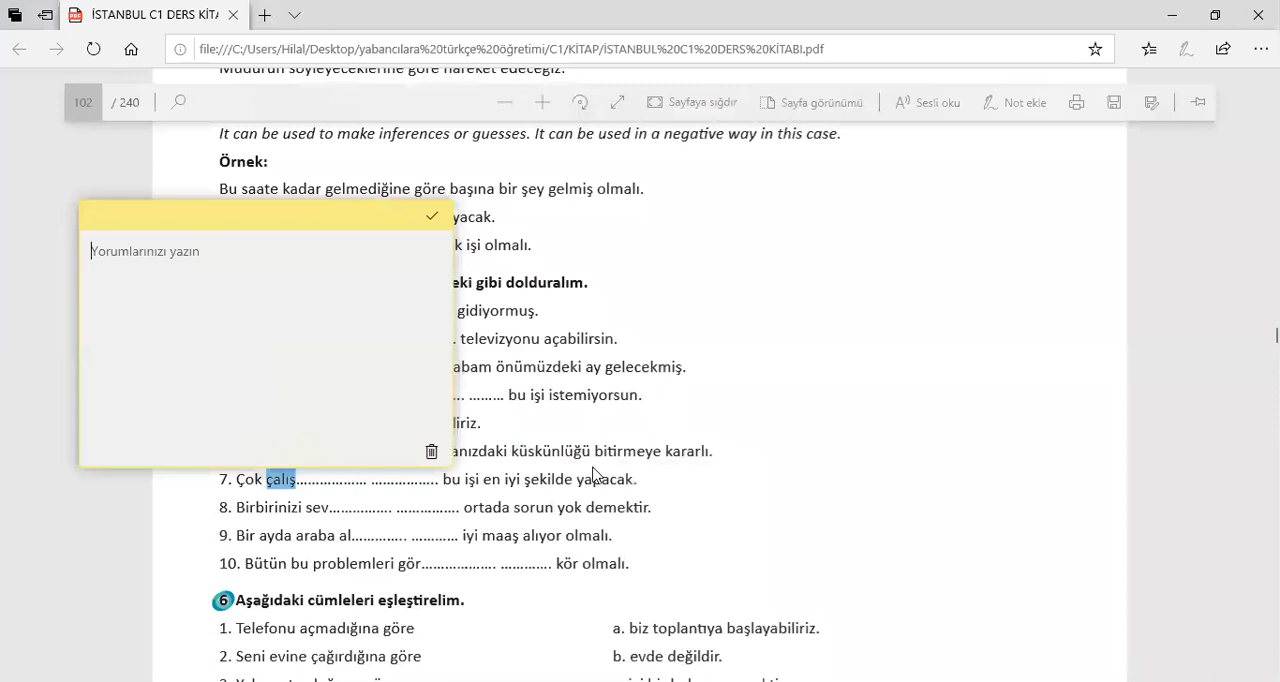 İSTANBUL C1 DERS KİTA
file:///C:/Users/Hilal/Desktop/yabancılara%20türkçe%20öğretimi/C1/KİTAP/İSTANBUL%20C1%20DERS%20KİTABI.pdf
Müdürün söyleyeceklerine göre hareket edeceğiz.
102 / 240 Sayfaya sığdır Sayfa görünümü Sesli oku Not ekle
It can be used to make inferences or guesses. It can be used in a negative way in this case.
Örnek:
Bu saate kadar gelmediğine göre başına bir şey gelmiş olmalı.
yacak.
Yorumlarınızı yazın
k işi olmalı.
eki gibi dolduralım.
gidiyormuş.
. televizyonu açabilirsin.
abam önümüzdeki ay gelecekmiş.
.. ……… bu işi istemiyorsun.
liriz.
anızdaki küskünlüğü bitirmeye kararlı.
7. Çok çalış……………… …………….. bu işi en iyi şekilde yapacak.
8. Birbirinizi sev……………. ……………. ortada sorun yok demektir.
9. Bir ayda araba al………….. ………… iyi maaş alıyor olmalı.
10. Bütün bu problemleri gör………………. …………. kör olmalı.
6 Aşağıdaki cümleleri eşleştirelim.
1. Telefonu açmadığına göre
a. biz toplantıya başlayabiliriz.
2. Seni evine çağırdığına göre
b. evde değildir.